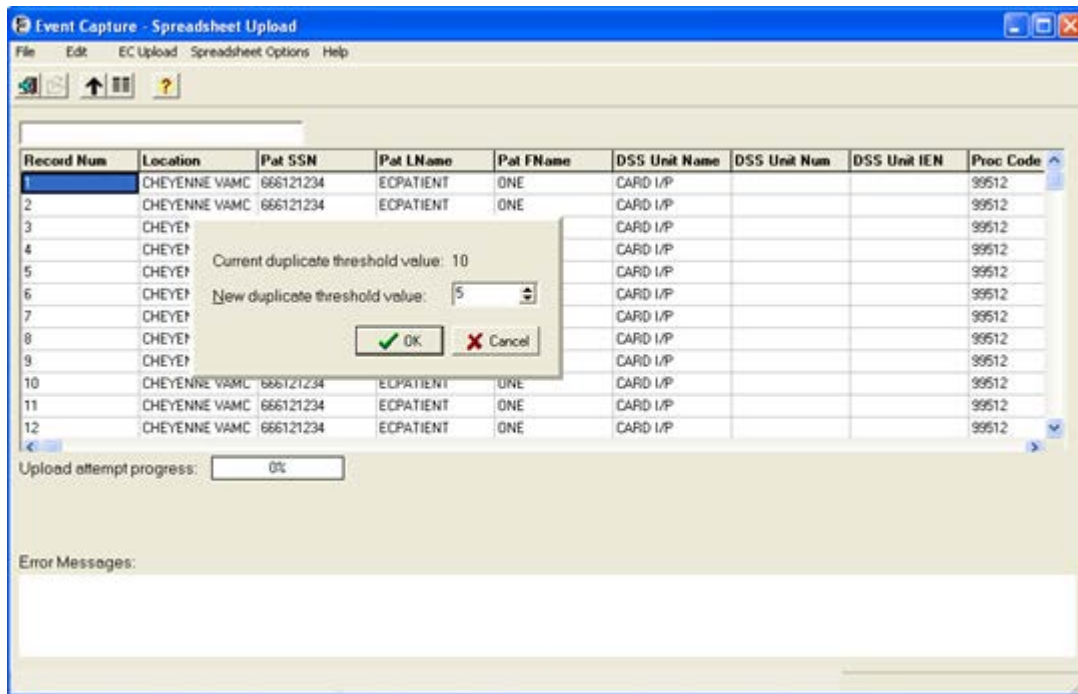 Event Capture - Spreadsheet Upload
File Edit EC Upload Spreadsheet Options Help
?
Record Num Location Pat SSN Pat LName Pat FName DSS Unit Name DSS Unit Num DSS Unit IEN Proc Code
1 CHEYENNE VAMC 666121234 ECPATIENT ONE CARD I/P 99512
2 CHEYENNE VAMC 666121234 ECPATIENT ONE CARD I/P 99512
3 CHEYEN CARD I/P 99512
4 CHEYEN CARD I/P 99512
5 CHEYEN CARD I/P 99512
6 CHEYEN CARD I/P 99512
7 CHEYEN CARD I/P 99512
8 CHEYEN CARD I/P 99512
9 CHEYEN CARD I/P 99512
10 CHEYENNE VAMC 666121234 ECPATIENT ONE CARD I/P 99512
11 CHEYENNE VAMC 666121234 ECPATIENT ONE CARD I/P 99512
12 CHEYENNE VAMC 666121234 ECPATIENT ONE CARD I/P 99512
Current duplicate threshold value: 10
New duplicate threshold value: 5
OK Cancel
Upload attempt progress: 0%
Error Messages: